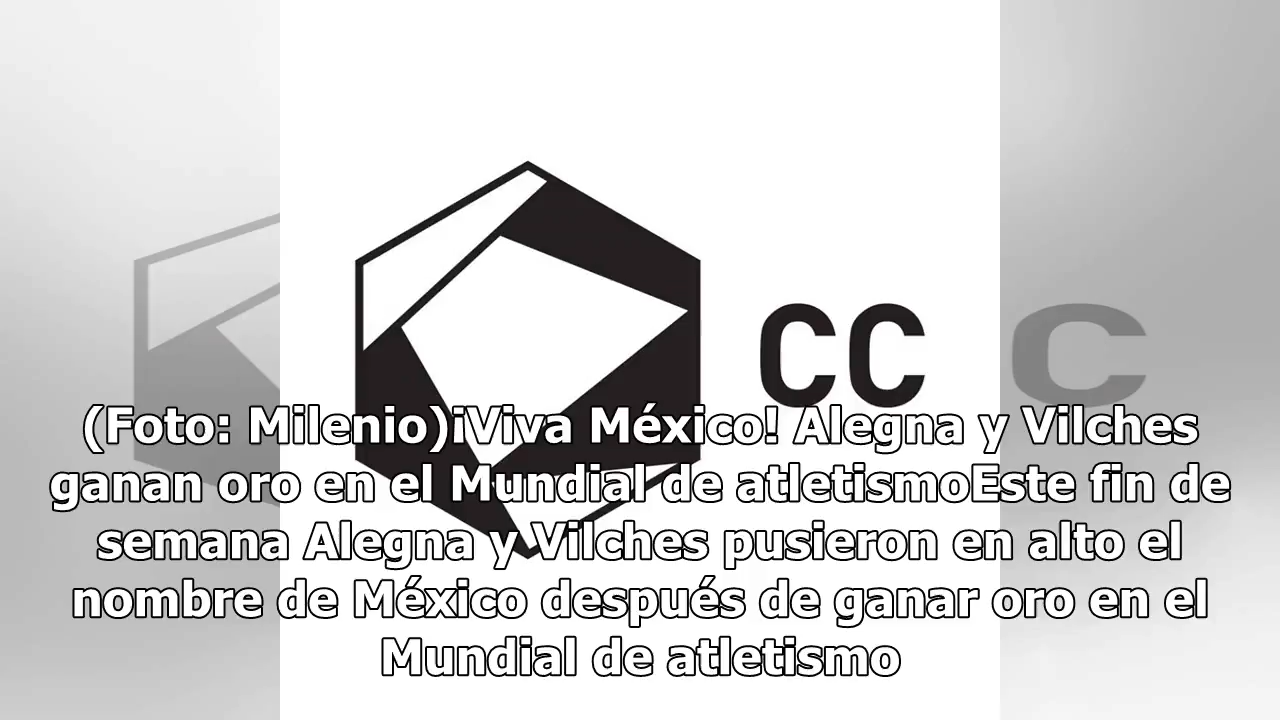 CC
C
(Foto: Milenio)¡Viva México! Alegna y Vilches
ganan oro en el Mundial de atletismoEste fin de
semana Alegna y Vilches pusieron en alto el
nombre de México después de ganar oro en el
Mundial de atletismo